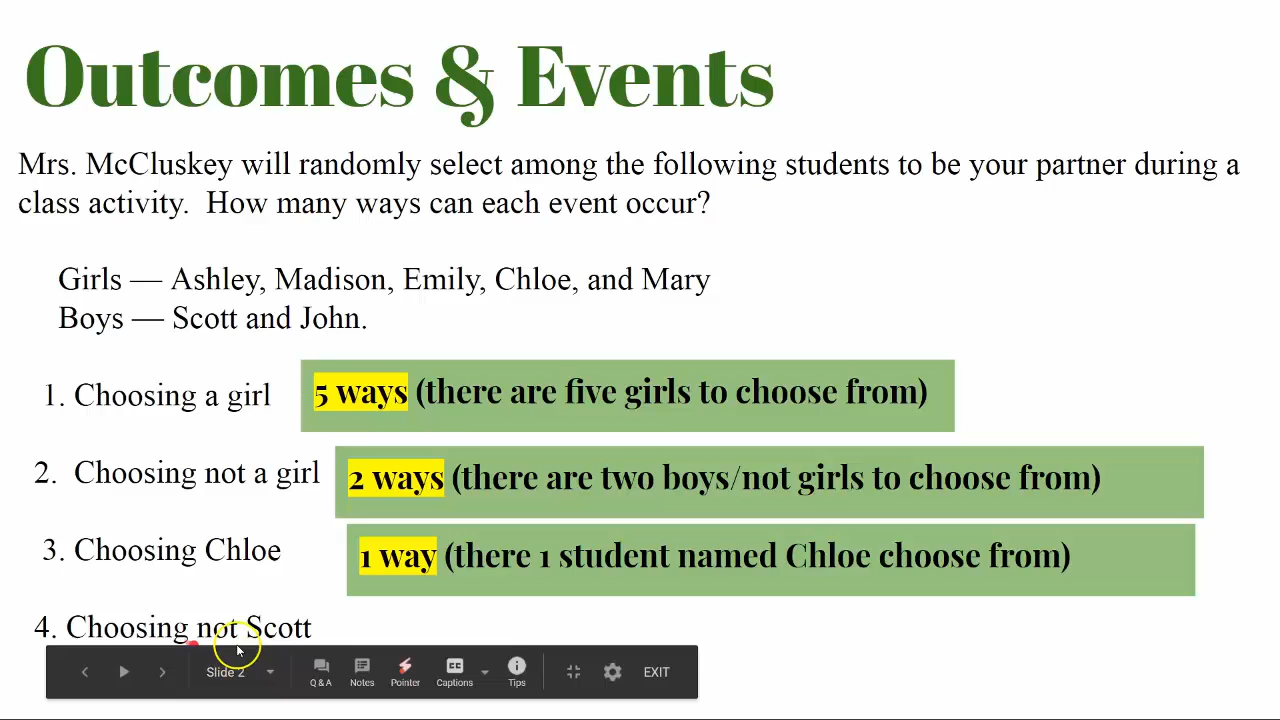 Outcomes & Events
Mrs. McCluskey will randomly select among the following students to be your partner during a
class activity.  How many ways can each event occur?
Girls — Ashley, Madison, Emily, Chloe, and Mary
Boys — Scott and John.
1. Choosing a girl 5 ways (there are five girls to choose from)
2. Choosing not a girl 2 ways (there are two boys/not girls to choose from)
3. Choosing Chloe 1 way (there 1 student named Chloe choose from)
4. Choosing not Scott
Slide 2 Q & A Notes Pointer CC Captions Tips EXIT